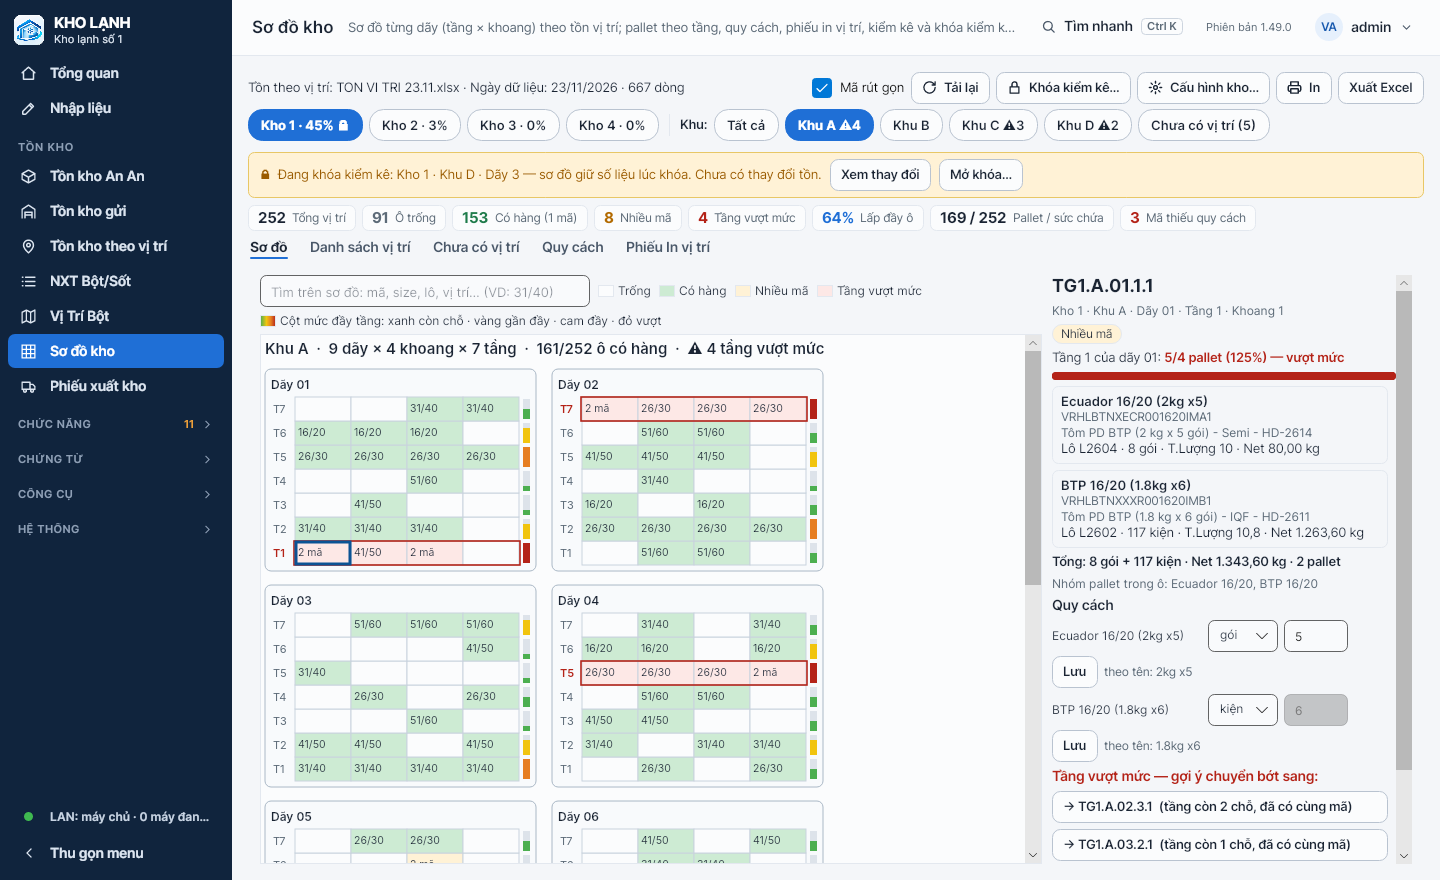 KHO LẠNH
Kho lạnh số 1
Tổng quan
Nhập liệu
TỒN KHO
Tồn kho An An
Tồn kho gửi
Tồn kho theo vị trí
NXT Bột/Sốt
Vị Trí Bột
Sơ đồ kho
Phiếu xuất kho
CHỨC NĂNG 11
CHỨNG TỪ
CÔNG CỤ
HỆ THỐNG
LAN: máy chủ · 0 máy đan...
Thu gọn menu
Sơ đồ kho Sơ đồ từng dãy (tầng × khoang) theo tồn vị trí; pallet theo tầng, quy cách, phiếu in vị trí, kiểm kê và khóa kiểm k... Tìm nhanh Ctrl K Phiên bản 1.49.0 VA admin
Tồn theo vị trí: TON VI TRI 23.11.xlsx · Ngày dữ liệu: 23/11/2026 · 667 dòng Mã rút gọn Tải lại Khóa kiểm kê... Cấu hình kho... In Xuất Excel
Kho 1 · 45% Kho 2 · 3% Kho 3 · 0% Kho 4 · 0% Khu: Tất cả Khu A ⚠4 Khu B Khu C ⚠3 Khu D ⚠2 Chưa có vị trí (5)
Đang khóa kiểm kê: Kho 1 · Khu D · Dãy 3 — sơ đồ giữ số liệu lúc khóa. Chưa có thay đổi tồn. Xem thay đổi Mở khóa...
252 Tổng vị trí 91 Ô trống 153 Có hàng (1 mã) 8 Nhiều mã 4 Tầng vượt mức 64% Lấp đầy ô 169 / 252 Pallet / sức chứa 3 Mã thiếu quy cách
Sơ đồ Danh sách vị trí Chưa có vị trí Quy cách Phiếu In vị trí
Tìm trên sơ đồ: mã, size, lô, vị trí... (VD: 31/40) Trống Có hàng Nhiều mã Tầng vượt mức
Cột mức đầy tầng: xanh còn chỗ · vàng gần đầy · cam đầy · đỏ vượt
Khu A · 9 dãy × 4 khoang × 7 tầng · 161/252 ô có hàng · ⚠ 4 tầng vượt mức
Dãy 01
T7 31/40 31/40
T6 16/20 16/20 16/20
T5 26/30 26/30 26/30 26/30
T4 51/60
T3 41/50
T2 31/40 31/40 31/40
T1 2 mã 41/50 2 mã
Dãy 02
T7 2 mã 26/30 26/30 26/30
T6 51/60 51/60
T5 41/50 41/50 41/50
T4 31/40
T3 16/20 16/20
T2 26/30 26/30 26/30 26/30
T1 51/60 51/60
Dãy 03
T7 51/60 51/60 51/60
T6 41/50
T5 31/40
T4 26/30 26/30
T3 51/60
T2 41/50 41/50 41/50
T1 31/40 31/40 31/40 31/40
Dãy 04
T7 31/40 31/40
T6 16/20 16/20 16/20
T5 26/30 26/30 26/30 2 mã
T4 51/60 51/60
T3 41/50 41/50
T2 31/40 31/40 31/40
T1 26/30 26/30
Dãy 05
T7 26/30 26/30
Dãy 06
T7 41/50 41/50
TG1.A.01.1.1
Kho 1 · Khu A · Dãy 01 · Tầng 1 · Khoang 1
Nhiều mã
Tầng 1 của dãy 01: 5/4 pallet (125%) — vượt mức
Ecuador 16/20 (2kg x5)
VRHLBTNXECR001620IMA1
Tôm PD BTP (2 kg x 5 gói) - Semi - HD-2614
Lô L2604 · 8 gói · T.Lượng 10 · Net 80,00 kg
BTP 16/20 (1.8kg x6)
VRHLBTNXXXR001620IMB1
Tôm PD BTP (1.8 kg x 6 gói) - IQF - HD-2611
Lô L2602 · 117 kiện · T.Lượng 10,8 · Net 1.263,60 kg
Tổng: 8 gói + 117 kiện · Net 1.343,60 kg · 2 pallet
Nhóm pallet trong ô: Ecuador 16/20, BTP 16/20
Quy cách
Ecuador 16/20 (2kg x5) gói 5
Lưu theo tên: 2kg x5
BTP 16/20 (1.8kg x6) kiện 6
Lưu theo tên: 1.8kg x6
Tầng vượt mức — gợi ý chuyển bớt sang:
→ TG1.A.02.3.1 (tầng còn 2 chỗ, đã có cùng mã)
→ TG1.A.03.2.1 (tầng còn 1 chỗ, đã có cùng mã)